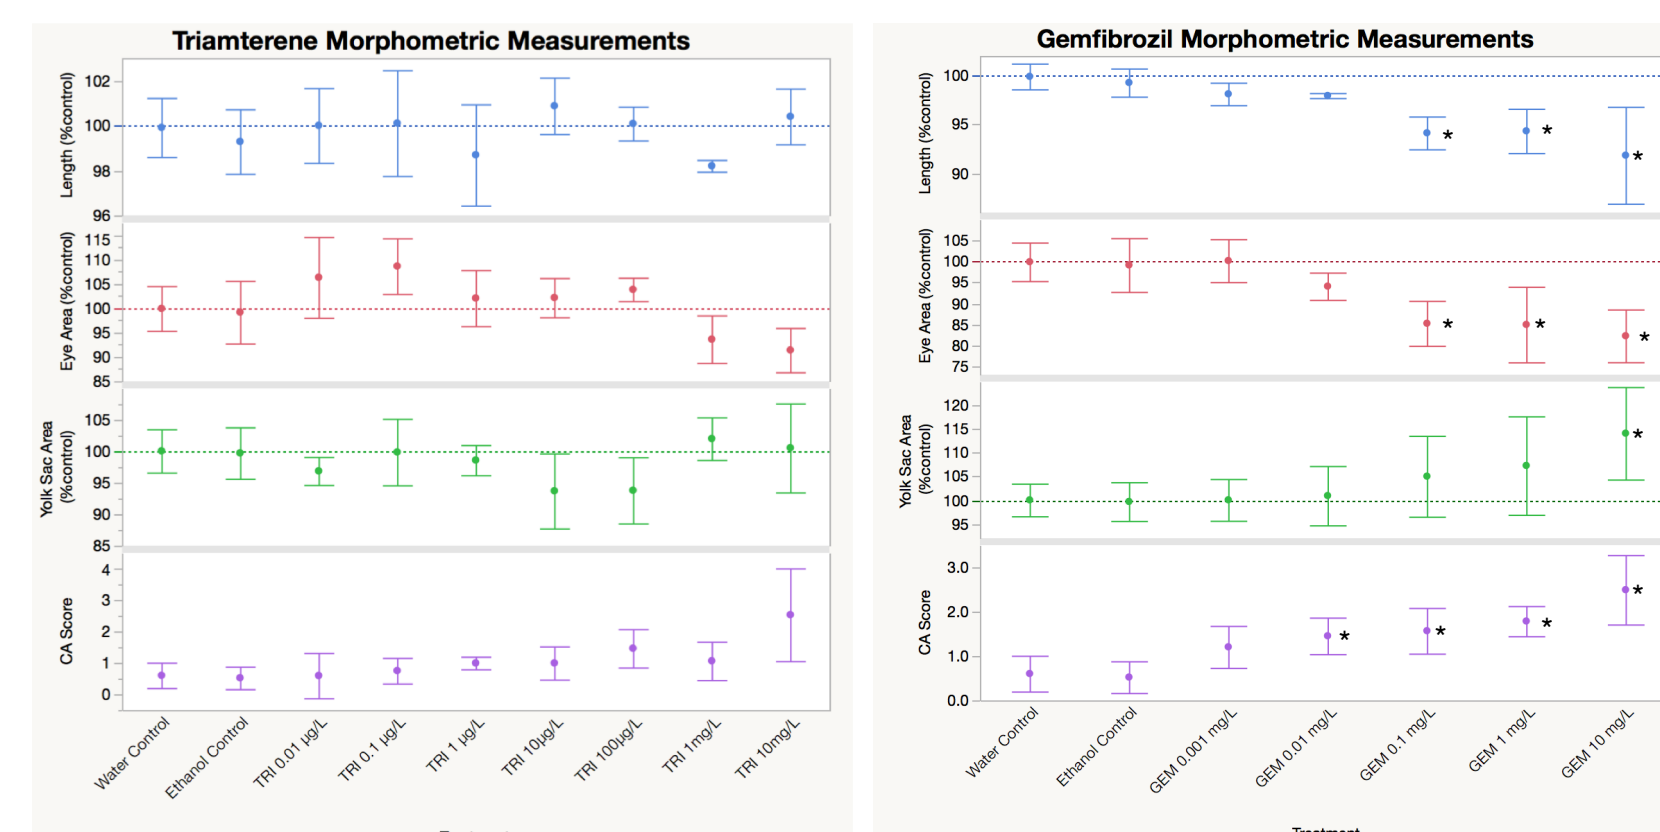 Triamterene Morphometric Measurements
Length (%control)
102
100
98
96
Eye Area (%control)
115
110
105
100
95
90
85
Yolk Sac Area
(%control)
105
100
95
90
85
CA Score
4
3
2
1
0
Water Control
Ethanol Control
TRI 0.01 µg/L
TRI 0.1 µg/L
TRI 1 µg/L
TRI 10µg/L
TRI 100µg/L
TRI 1mg/L
TRI 10mg/L
Gemfibrozil Morphometric Measurements
Length (%control)
100
95
90
* * *
Eye Area (%control)
105
100
95
90
85
80
75
* * *
Yolk Sac Area
(%control)
120
115
110
105
100
95
*
CA Score
3.0
2.0
1.0
0.0
* * * *
Water Control
Ethanol Control
GEM 0.001 mg/L
GEM 0.01 mg/L
GEM 0.1 mg/L
GEM 1 mg/L
GEM 10 mg/L